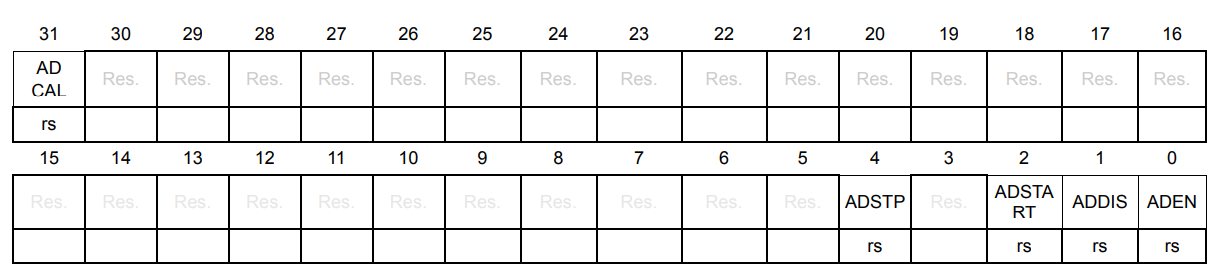 31 30 29 28 27 26 25 24 23 22 21 20 19 18 17 16
AD
CAL Res. Res. Res. Res. Res. Res. Res. Res. Res. Res. Res. Res. Res. Res. Res.
rs
15 14 13 12 11 10 9 8 7 6 5 4 3 2 1 0
Res. Res. Res. Res. Res. Res. Res. Res. Res. Res. Res. ADSTP Res. ADSTA
RT ADDIS ADEN
rs rs rs rs